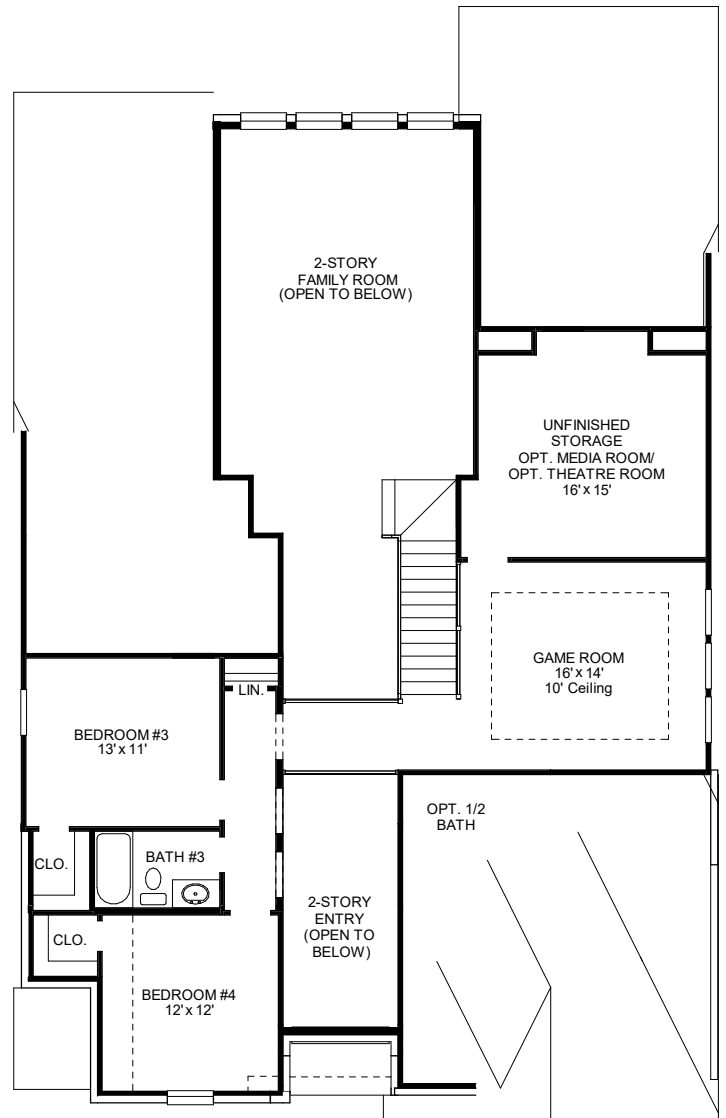 2-STORY
FAMILY ROOM
(OPEN TO BELOW)
UNFINISHED
STORAGE
OPT. MEDIA ROOM/
OPT. THEATRE ROOM
16' x 15'
GAME ROOM
16' x 14'
10' Ceiling
LIN.
BEDROOM #3
13' x 11'
OPT. 1/2
BATH
CLO.
BATH #3
2-STORY
ENTRY
(OPEN TO
BELOW)
CLO.
BEDROOM #4
12' x 12'